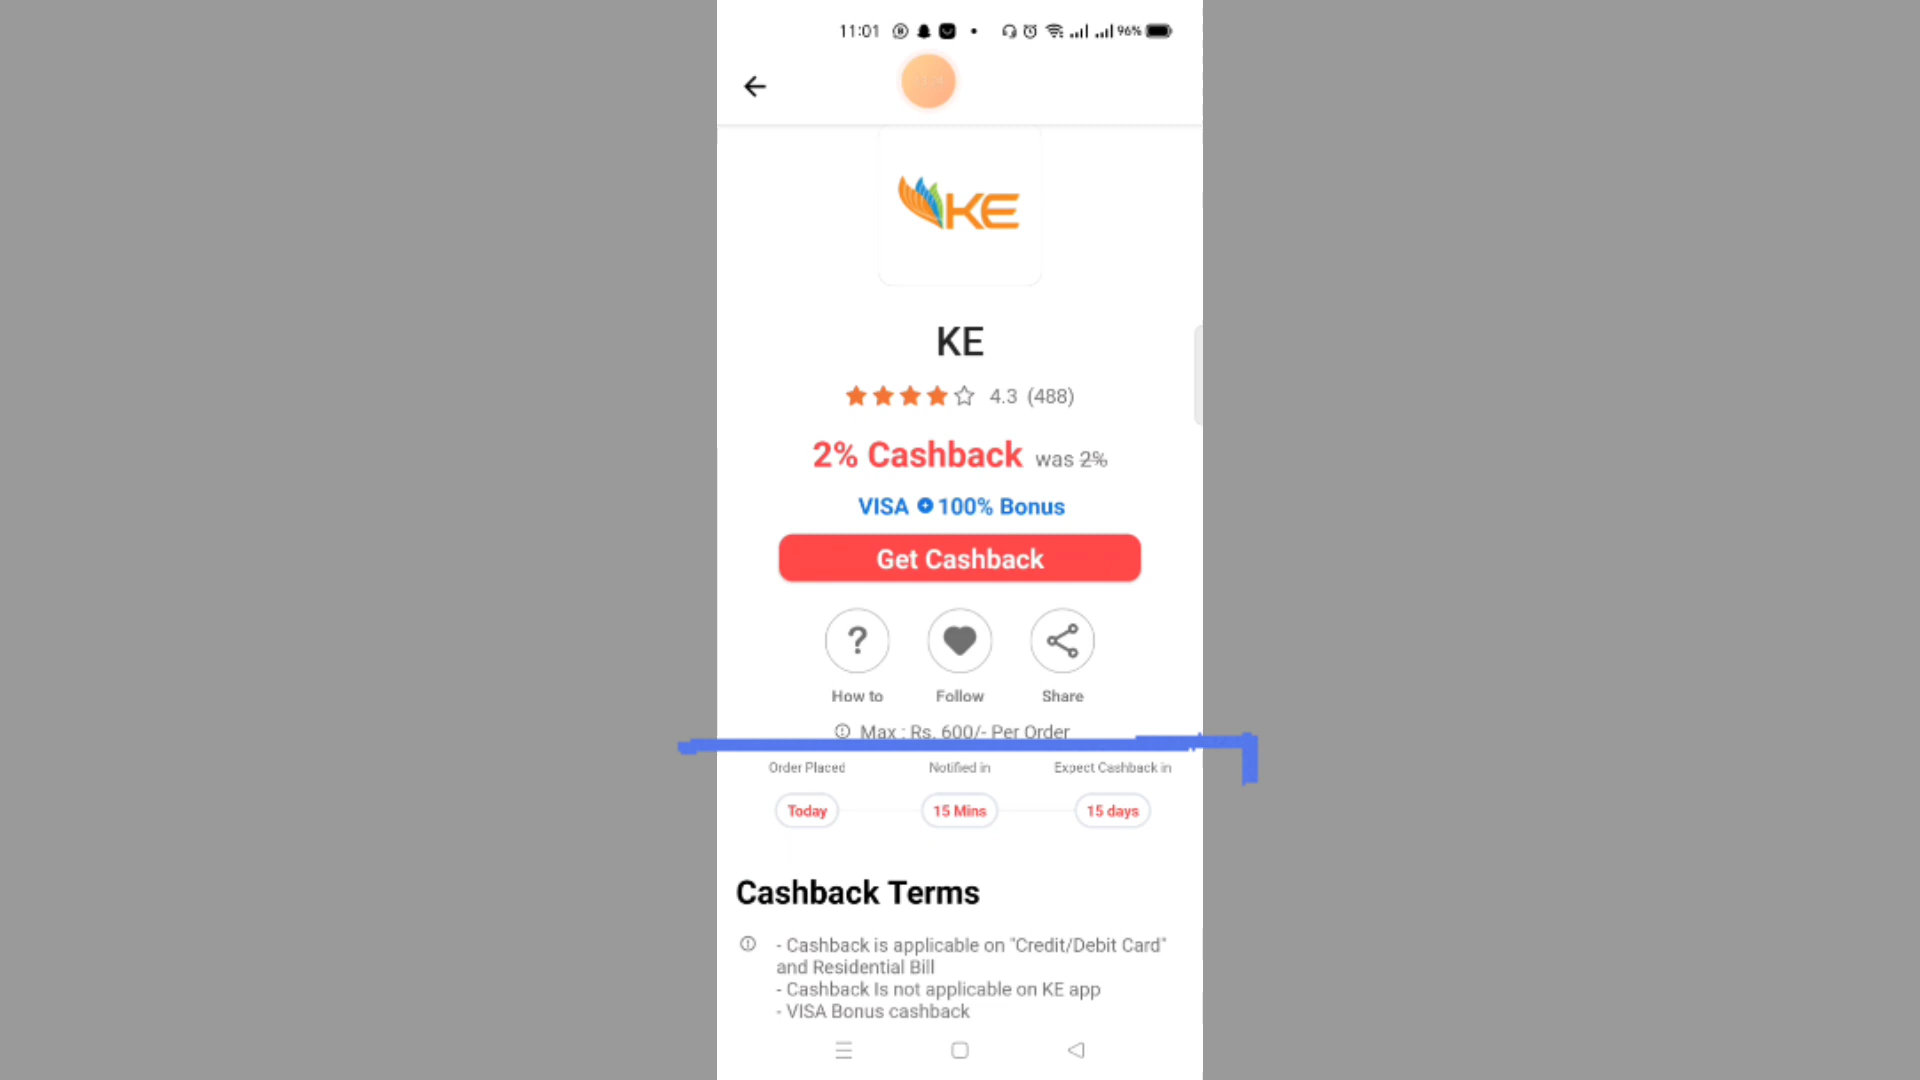 11:01 96%
KE
KE
4.3 (488)
2% Cashback was 2%
VISA 100% Bonus
Get Cashback
?
How to Follow Share
Max : Rs. 600/- Per Order
Order Placed Notified in Expect Cashback in
Today 15 Mins 15 days
Cashback Terms
- Cashback is applicable on "Credit/Debit Card"
and Residential Bill
- Cashback Is not applicable on KE app
- VISA Bonus cashback